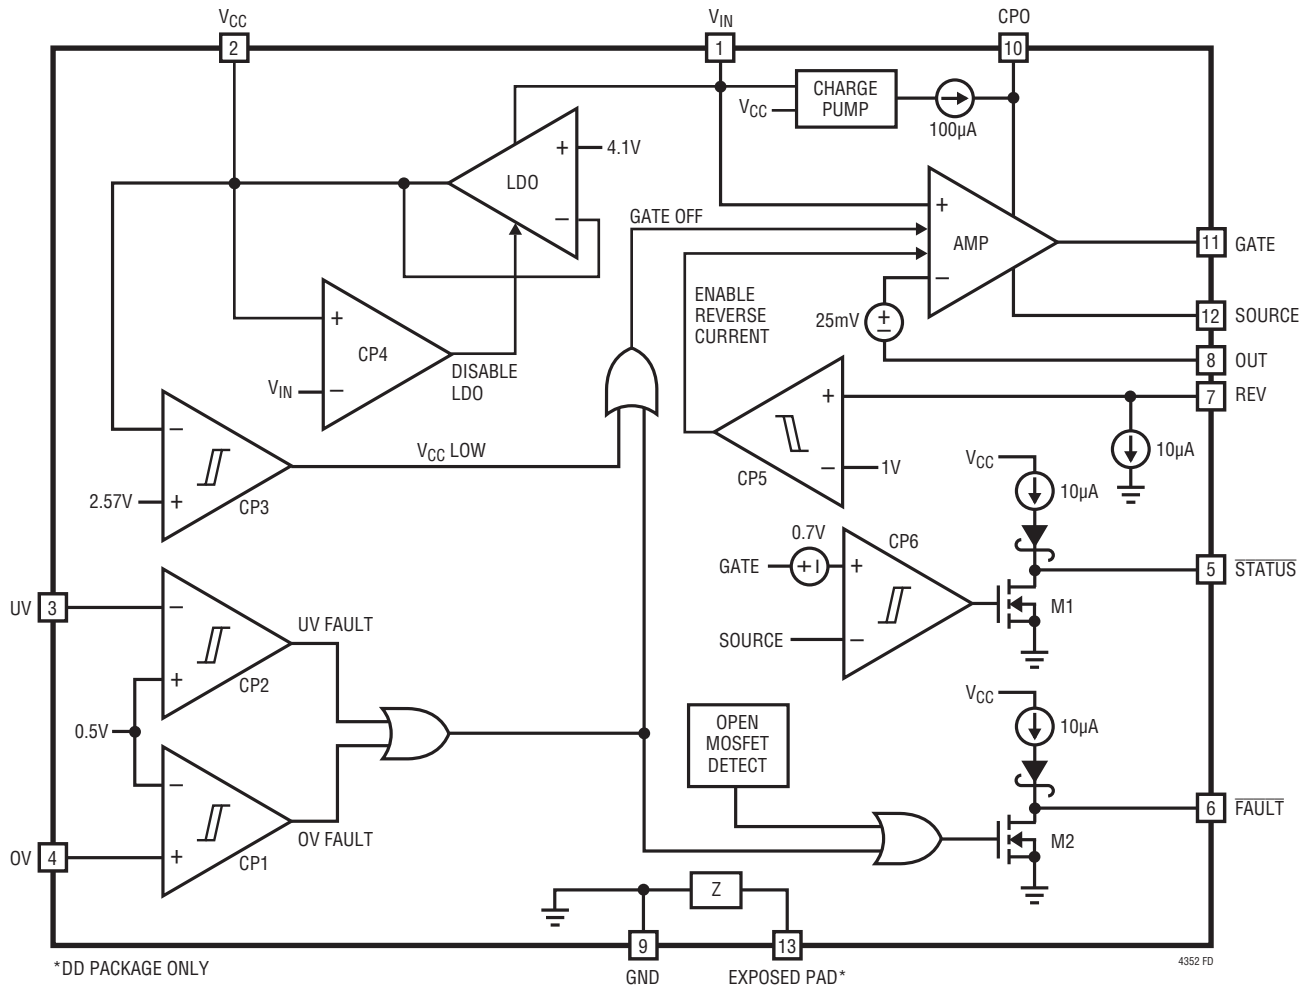 VCC
VIN
CPO
2
1
10
CHARGE
PUMP
VCC
100µA
+
4.1V
LDO
−
GATE OFF
+
AMP
−
11
GATE
ENABLE
REVERSE
CURRENT
25mV
+
−
12
SOURCE
8
OUT
7
REV
+
CP4
VIN
−
DISABLE
LDO
+
CP5
−
1V
10µA
−
VCC LOW
2.57V
+
CP3
VCC
10µA
0.7V
CP6
GATE
+ −
+
SOURCE
−
M1
5
STATUS
UV
3
−
UV FAULT
+
CP2
0.5V
−
OV FAULT
OV
4
+
CP1
OPEN
MOSFET
DETECT
VCC
10µA
6
FAULT
M2
Z
9
13
*DD PACKAGE ONLY
GND
EXPOSED PAD*
4352 FD